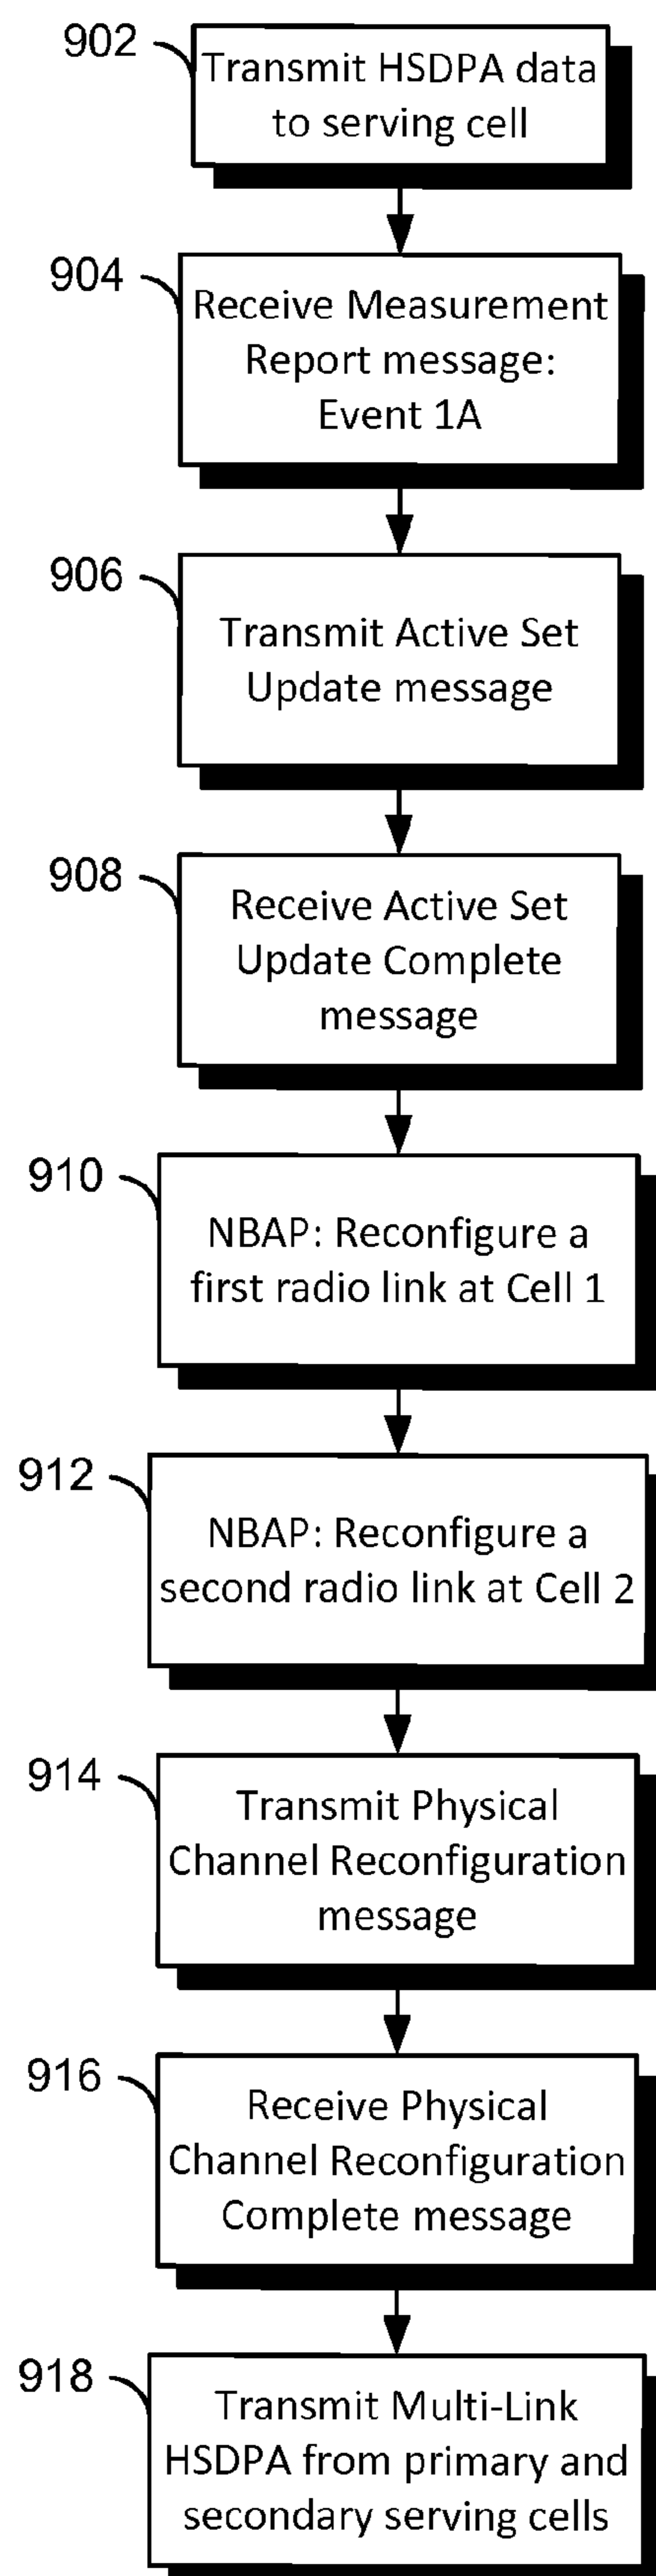 902
Transmit HSDPA data
to serving cell
904
Receive Measurement
Report message:
Event 1A
906
Transmit Active Set
Update message
908
Receive Active Set
Update Complete
message
910
NBAP: Reconfigure a
first radio link at Cell 1
912
NBAP: Reconfigure a
second radio link at Cell 2
914
Transmit Physical
Channel Reconfiguration
message
916
Receive Physical
Channel Reconfiguration
Complete message
918
Transmit Multi-Link
HSDPA from primary and
secondary serving cells